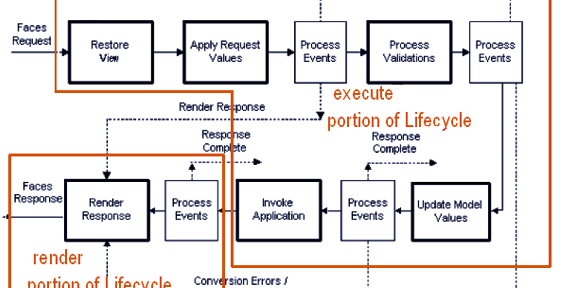 Faces
Request
Restore
View
Apply Request
Values
Process
Events
Process
Validations
Process
Events
execute
portion of Lifecycle
Render Response
Response
Complete
Response
Complete
Faces
Response
Render
Response
Process
Events
Invoke
Application
Process
Events
Update Model
Values
render
portion of Lifecycle
Conversion Errors /